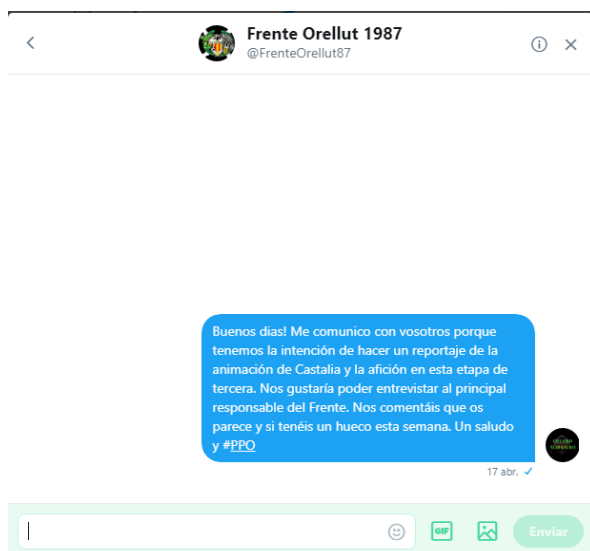 Frente Orellut 1987
@FrenteOrellut87
Buenos dias! Me comunico con vosotros porque
tenemos la intención de hacer un reportaje de la
animación de Castalia y la afición en esta etapa de
tercera. Nos gustaría poder entrevistar al principal
responsable del Frente. Nos comentáis que os
parece y si tenéis un hueco esta semana. Un saludo
y #PPO
17 abr.
GIF
Enviar